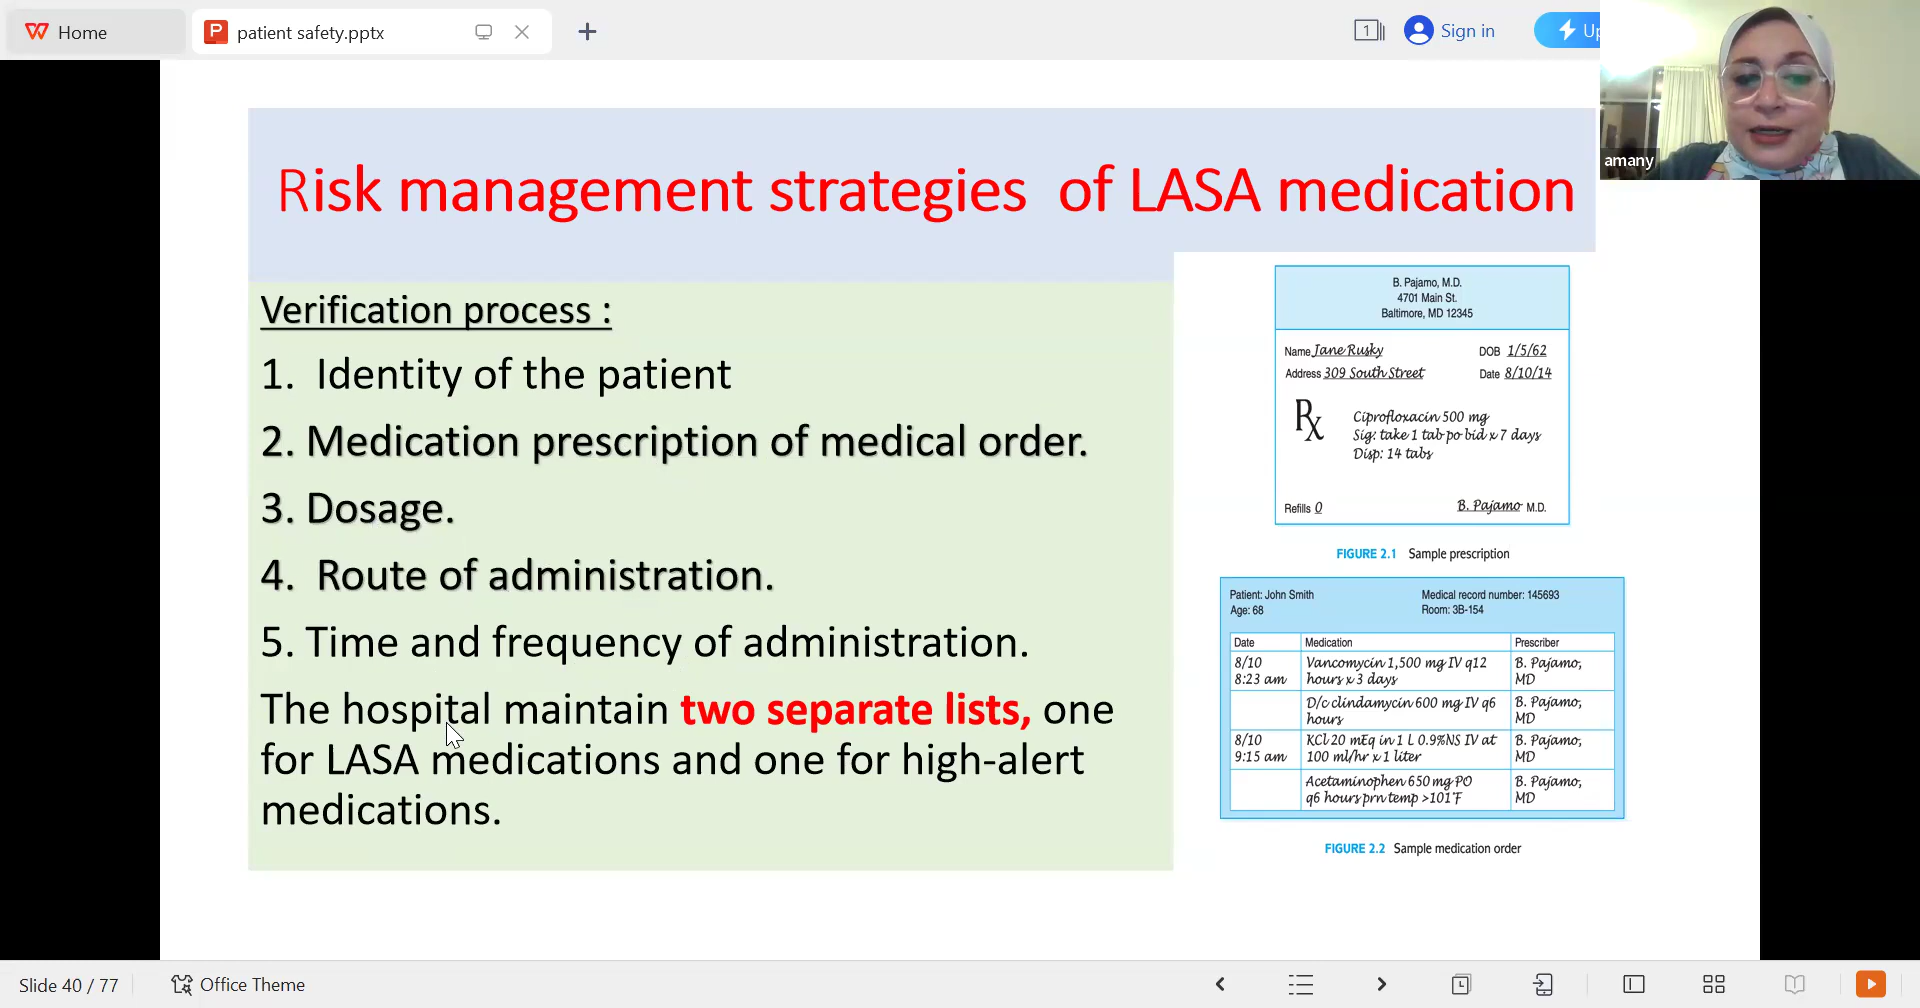 Home
patient safety.pptx
1
Sign in
amany
Risk management strategies of LASA medication
Verification process :
1. Identity of the patient
2. Medication prescription of medical order.
3. Dosage.
4. Route of administration.
5. Time and frequency of administration.
The hospital maintain two separate lists, one
for LASA medications and one for high-alert
medications.
B. Pajamo, M.D.
4701 Main St.
Baltimore, MD 12345
Name Jane Rusky DOB 1/5/62
Address 309 South Street Date 8/10/14
Rx
Ciprofloxacin 500 mg
Sig: take 1 tab po bid x 7 days
Disp: 14 tabs
Refills 0 B. Pajamo M.D.
FIGURE 2.1 Sample prescription
Patient: John Smith Medical record number: 145693
Age: 68 Room: 3B-154
Date Medication Prescriber
8/10 Vancomycin 1,500 mg IV q12 B. Pajamo,
8:23 am hours x 3 days MD
D/c clindamycin 600 mg IV q6 B. Pajamo,
hours MD
8/10 KCl 20 mEq in 1 L 0.9%NS IV at B. Pajamo,
9:15 am 100 ml/hr x 1 liter MD
Acetaminophen 650 mg PO B. Pajamo,
q6 hours prn temp >101°F MD
FIGURE 2.2 Sample medication order
Slide 40 / 77
Office Theme